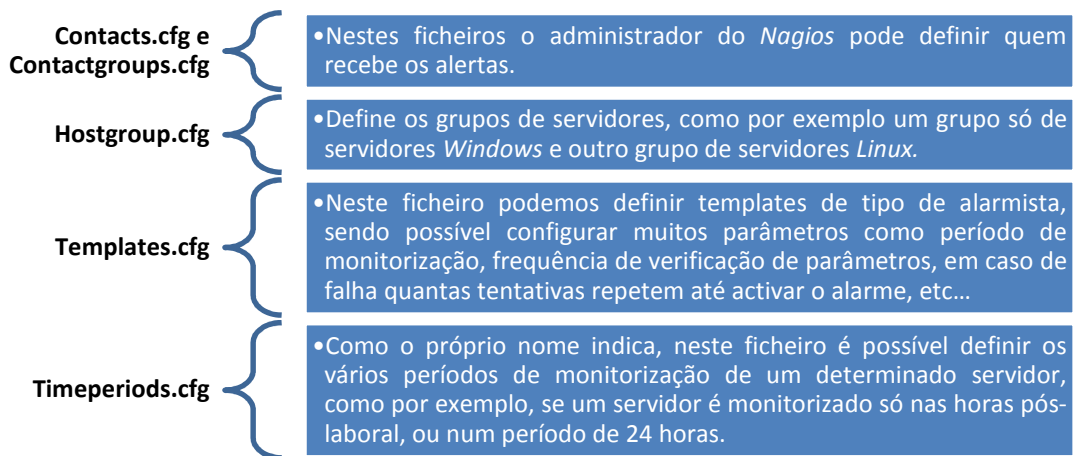 Contacts.cfg e
Contactgroups.cfg
•Nestes ficheiros o administrador do Nagios pode definir quem
recebe os alertas.
Hostgroup.cfg
•Define os grupos de servidores, como por exemplo um grupo só de
servidores Windows e outro grupo de servidores Linux.
Templates.cfg
•Neste ficheiro podemos definir templates de tipo de alarmista,
sendo possível configurar muitos parâmetros como período de
monitorização, frequência de verificação de parâmetros, em caso de
falha quantas tentativas repetem até activar o alarme, etc…
Timeperiods.cfg
•Como o próprio nome indica, neste ficheiro é possível definir os
vários períodos de monitorização de um determinado servidor,
como por exemplo, se um servidor é monitorizado só nas horas pós-
laboral, ou num período de 24 horas.